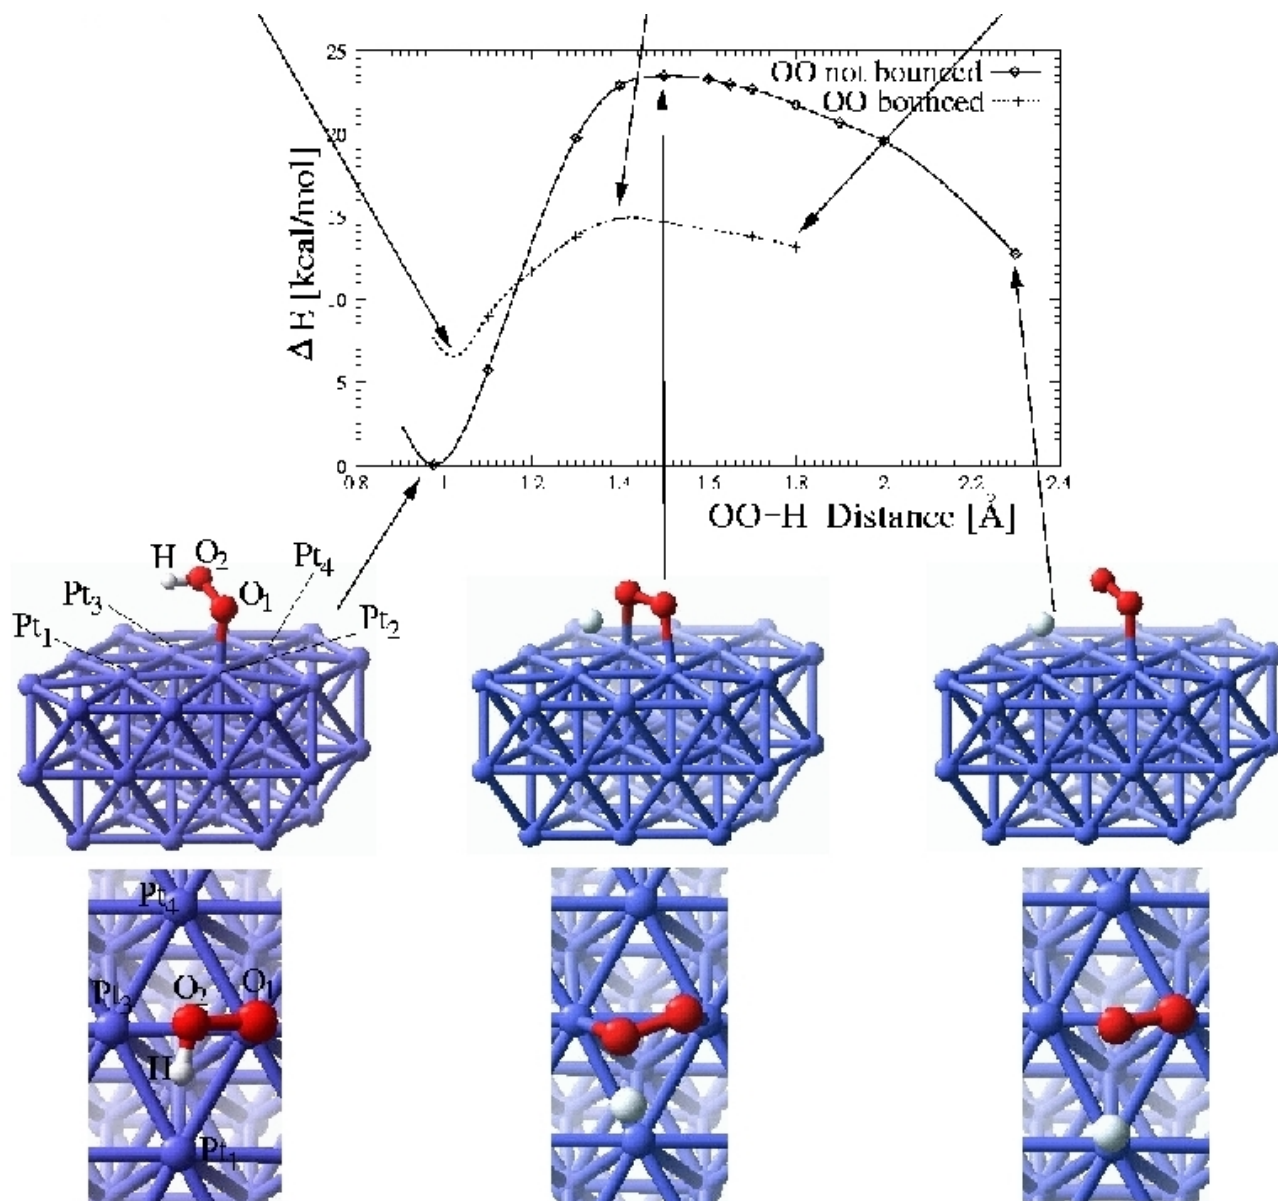 25
OO not bounced
OO bounced
20
15
10
5
0
Δ E [kcal/mol]
0.8
1
1.2
1.4
1.6
1.8
2
2.2
2.4
OO-H Distance [Å]
H
O2
O1
Pt4
Pt3
Pt2
Pt1
Pt4
O2
O1
Pt3
H
Pt1